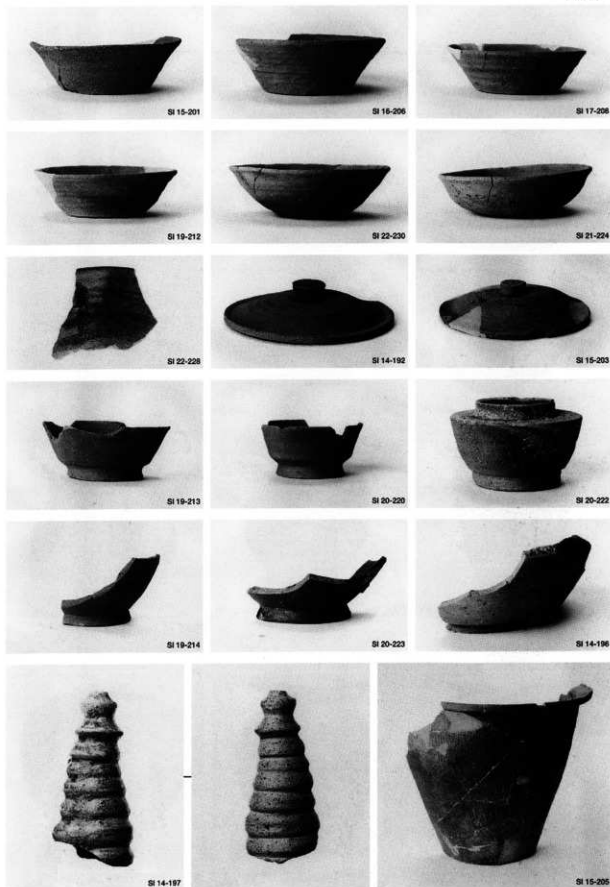 SI 15-201
SI 16-206
SI 17-208
SI 19-212
SI 22-230
SI 21-224
SI 22-228
SI 14-192
SI 15-203
SI 19-213
SI 20-220
SI 20-222
SI 19-214
SI 20-223
SI 14-196
SI 14-197
SI 15-205